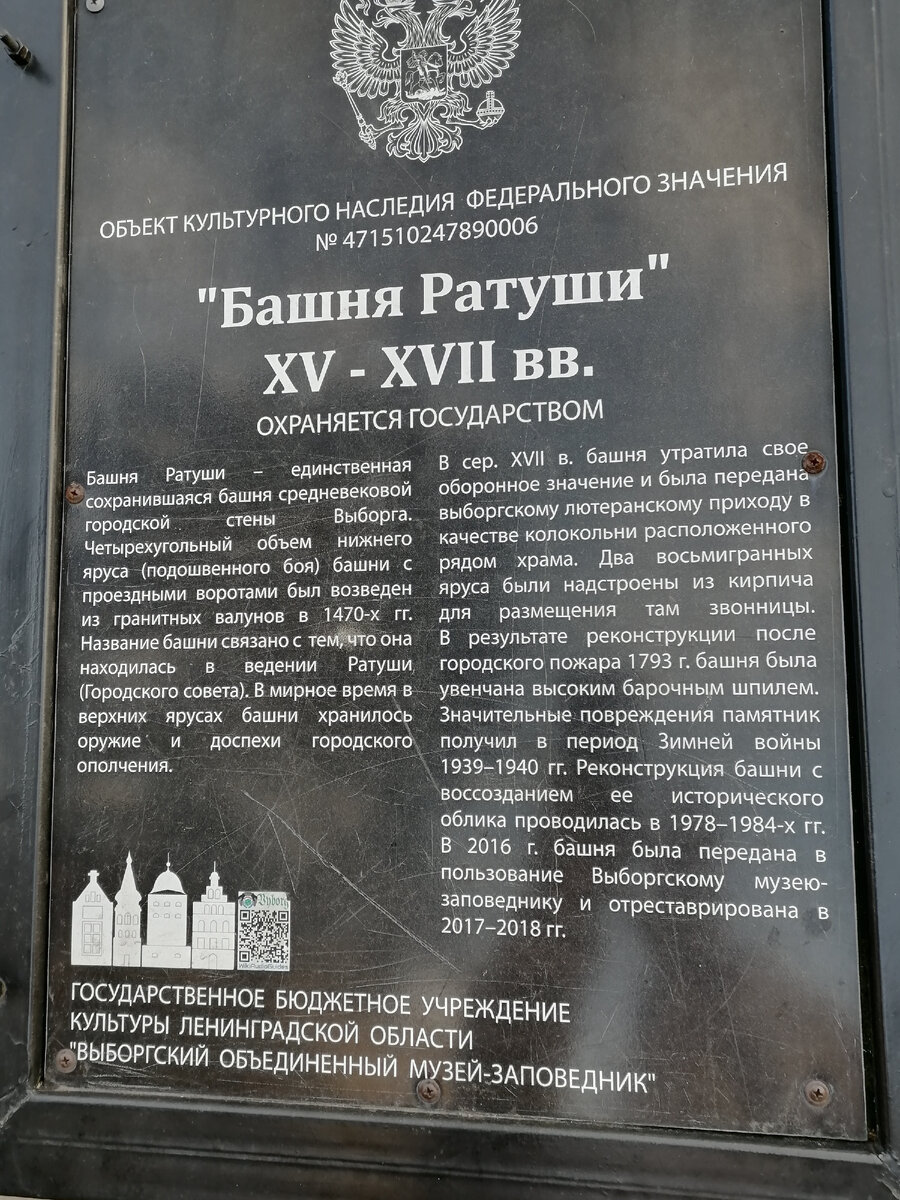 ОБЪЕКТ КУЛЬТУРНОГО НАСЛЕДИЯ ФЕДЕРАЛЬНОГО ЗНАЧЕНИЯ
№ 471510247890006
"Башня Ратуши"
XV - XVII вв.
ОХРАНЯЕТСЯ ГОСУДАРСТВОМ
Башня Ратуши – единственная
сохранившаяся башня средневековой
городской стены Выборга.
Четырехугольный объем нижнего
яруса (подошвенного боя) башни с
проездными воротами был возведен
из гранитных валунов в 1470-х гг.
Название башни связано с тем, что она
находилась в ведении Ратуши
(Городского совета). В мирное время в
верхних ярусах башни хранилось
оружие и доспехи городского
ополчения.
В сер. XVII в. башня утратила свое
оборонное значение и была передана
выборгскому лютеранскому приходу в
качестве колокольни расположенного
рядом храма. Два восьмигранных
яруса были надстроены из кирпича
для размещения там звонницы.
В результате реконструкции после
городского пожара 1793 г. башня была
увенчана высоким барочным шпилем.
Значительные повреждения памятник
получил в период Зимней войны
1939–1940 гг. Реконструкция башни с
воссозданием ее исторического
облика проводилась в 1978–1984-х гг.
В 2016 г. башня была передана в
пользование Выборгскому музею-
заповеднику и отреставрирована в
2017–2018 гг.
Vyborg
WikiAudioGuides
ГОСУДАРСТВЕННОЕ БЮДЖЕТНОЕ УЧРЕЖДЕНИЕ
КУЛЬТУРЫ ЛЕНИНГРАДСКОЙ ОБЛАСТИ
"ВЫБОРГСКИЙ ОБЪЕДИНЕННЫЙ МУЗЕЙ-ЗАПОВЕДНИК"